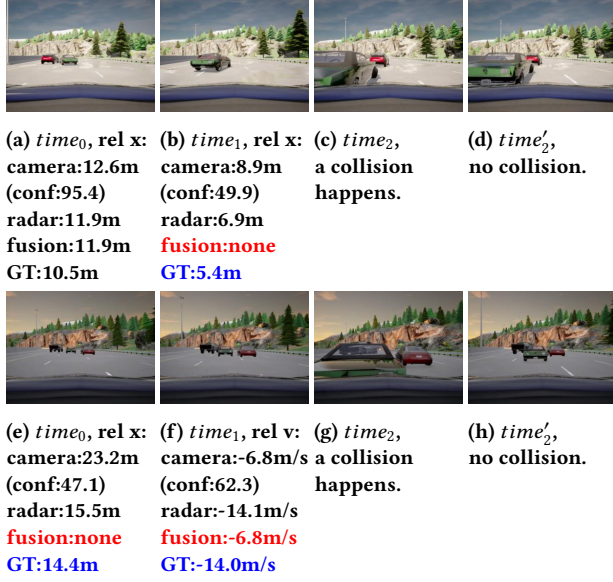 (a) time₀, rel x:
camera:12.6m
(conf:95.4)
radar:11.9m
fusion:11.9m
GT:10.5m
(b) time₁, rel x:
camera:8.9m
(conf:49.9)
radar:6.9m
fusion:none
GT:5.4m
(c) time₂,
a collision
happens.
(d) time′₂,
no collision.
(e) time₀, rel x:
camera:23.2m
(conf:47.1)
radar:15.5m
fusion:none
GT:14.4m
(f) time₁, rel v:
camera:-6.8m/s
(conf:62.3)
radar:-14.1m/s
fusion:-6.8m/s
GT:-14.0m/s
(g) time₂,
a collision
happens.
(h) time′₂,
no collision.